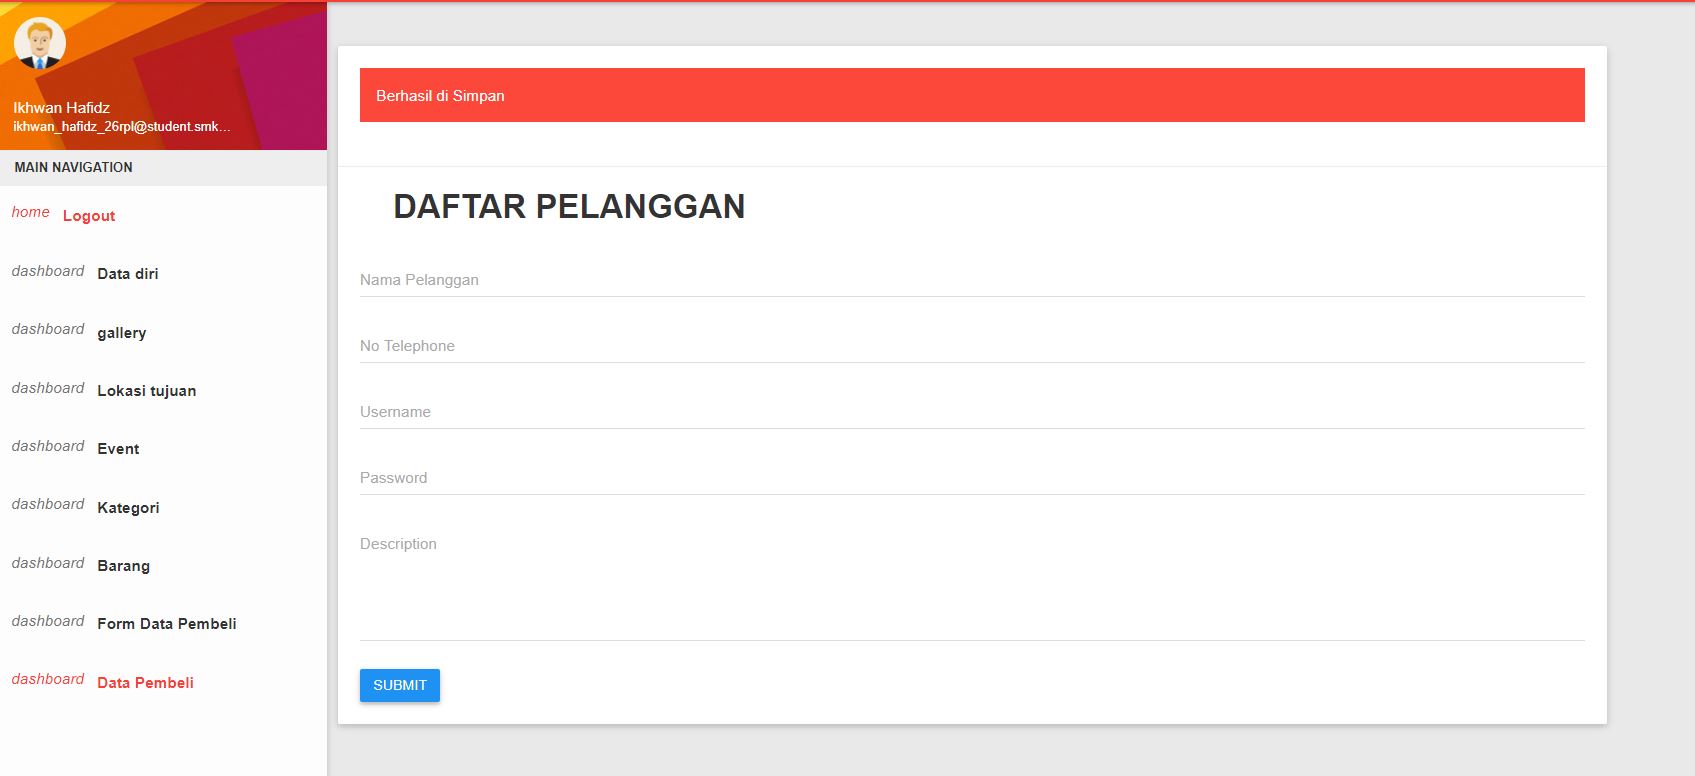 Ikhwan Hafidz
ikhwan_hafidz_26rpl@student.smk...
MAIN NAVIGATION
home Logout
dashboard Data diri
dashboard gallery
dashboard Lokasi tujuan
dashboard Event
dashboard Kategori
dashboard Barang
dashboard Form Data Pembeli
dashboard Data Pembeli
Berhasil di Simpan
DAFTAR PELANGGAN
Nama Pelanggan
No Telephone
Username
Password
Description
SUBMIT